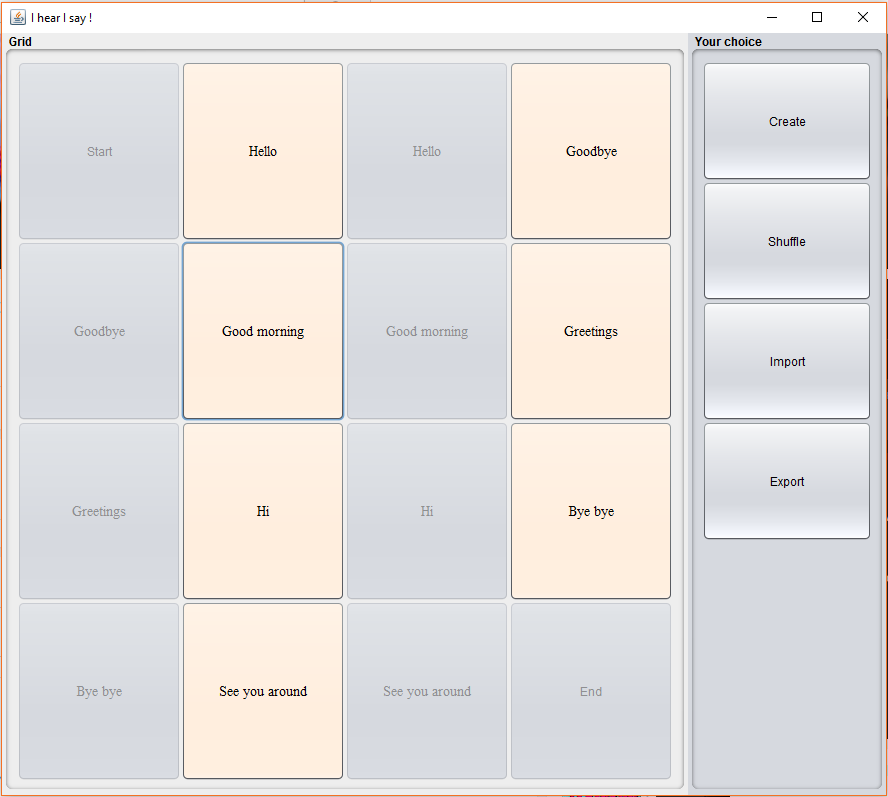 I hear I say !
Grid
Your choice
Start
Hello
Hello
Goodbye
Create
Goodbye
Good morning
Good morning
Greetings
Shuffle
Greetings
Hi
Hi
Bye bye
Import
Bye bye
See you around
See you around
End
Export